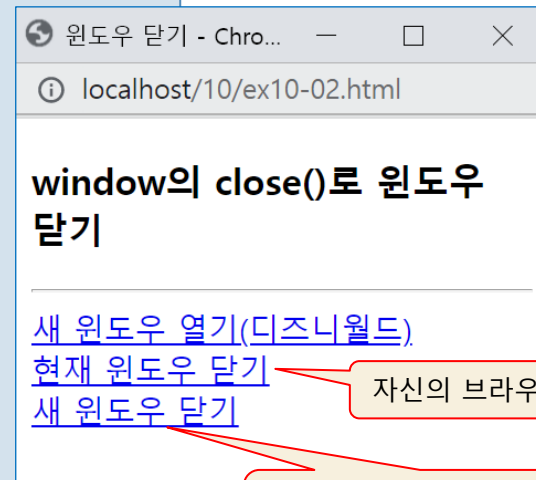 윈도우 닫기 - Chro...
localhost/10/ex10-02.html
window의 close()로 윈도우
닫기
새 윈도우 열기(디즈니월드)
현재 윈도우 닫기
자신의 브라우
새 윈도우 닫기